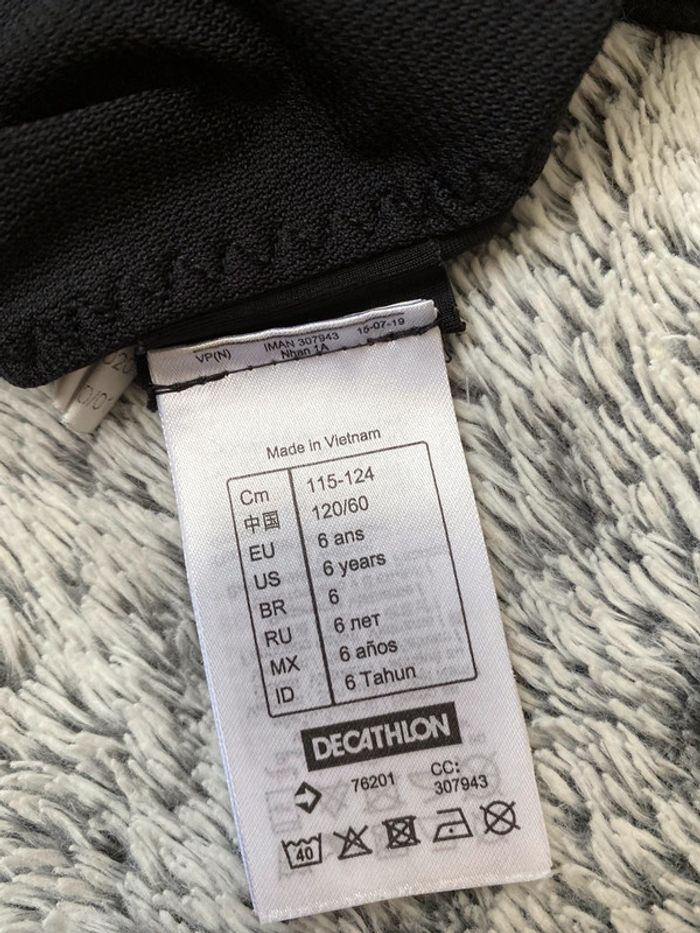 VP(N) IMAN 307943 16-07-19
Nhan 1A
Made in Vietnam
Cm 115-124
中国 120/60
EU 6 ans
US 6 years
BR 6
RU 6 лет
MX 6 años
ID 6 Tahun
DECATHLON
76201 CC:
307943
40